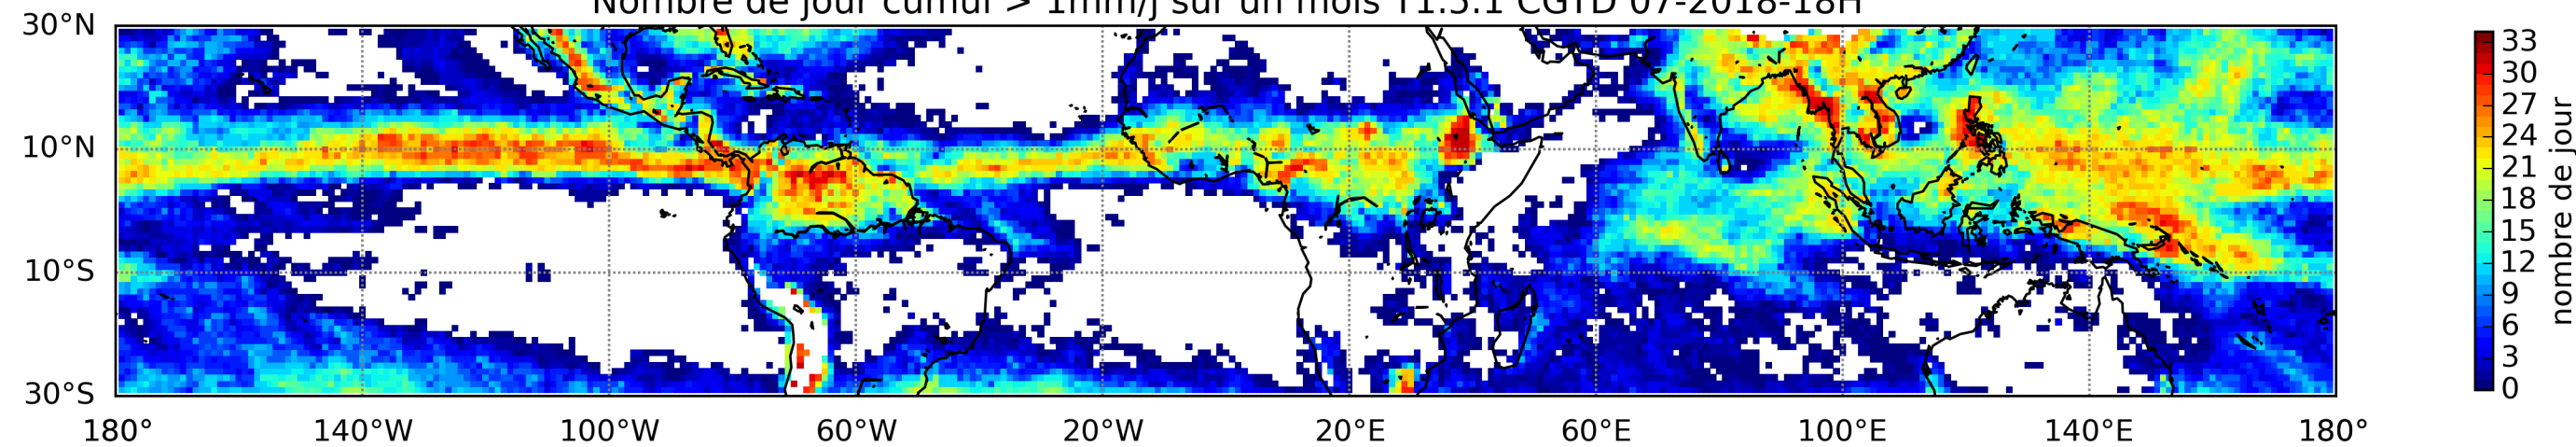 Nombre de jour cumul > 1mm/j sur un mois T1.5.1 CGTD 07-2018-18H
30°N
10°N
10°S
30°S
180° 140°W 100°W 60°W 20°W 20°E 60°E 100°E 140°E 180°
33
30
27
24
21
18
15
12
9
6
3
0
nombre de jour